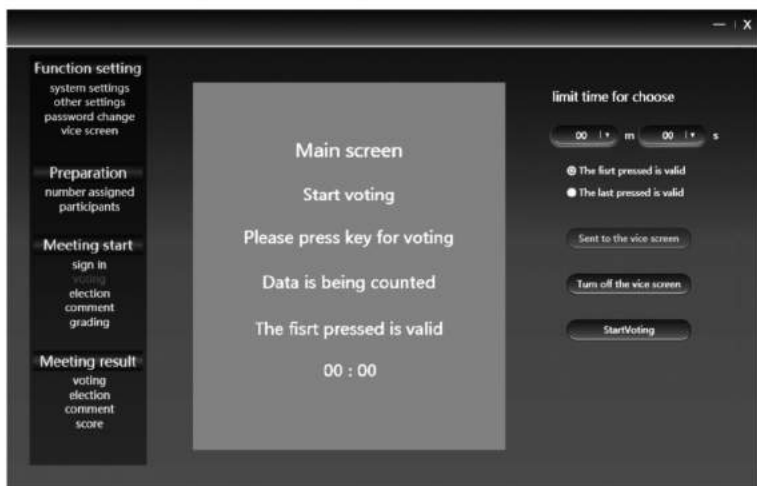 Function setting
system settings
other settings
password change
vice screen
Preparation
number assigned
participants
Meeting start
sign in
voting
election
comment
grading
Meeting result
voting
election
comment
score
Main screen
Start voting
Please press key for voting
Data is being counted
The fisrt pressed is valid
00 : 00
limit time for choose
00 m 00 s
The fisrt pressed is valid
The last pressed is valid
Sent to the vice screen
Turn off the vice screen
StartVoting